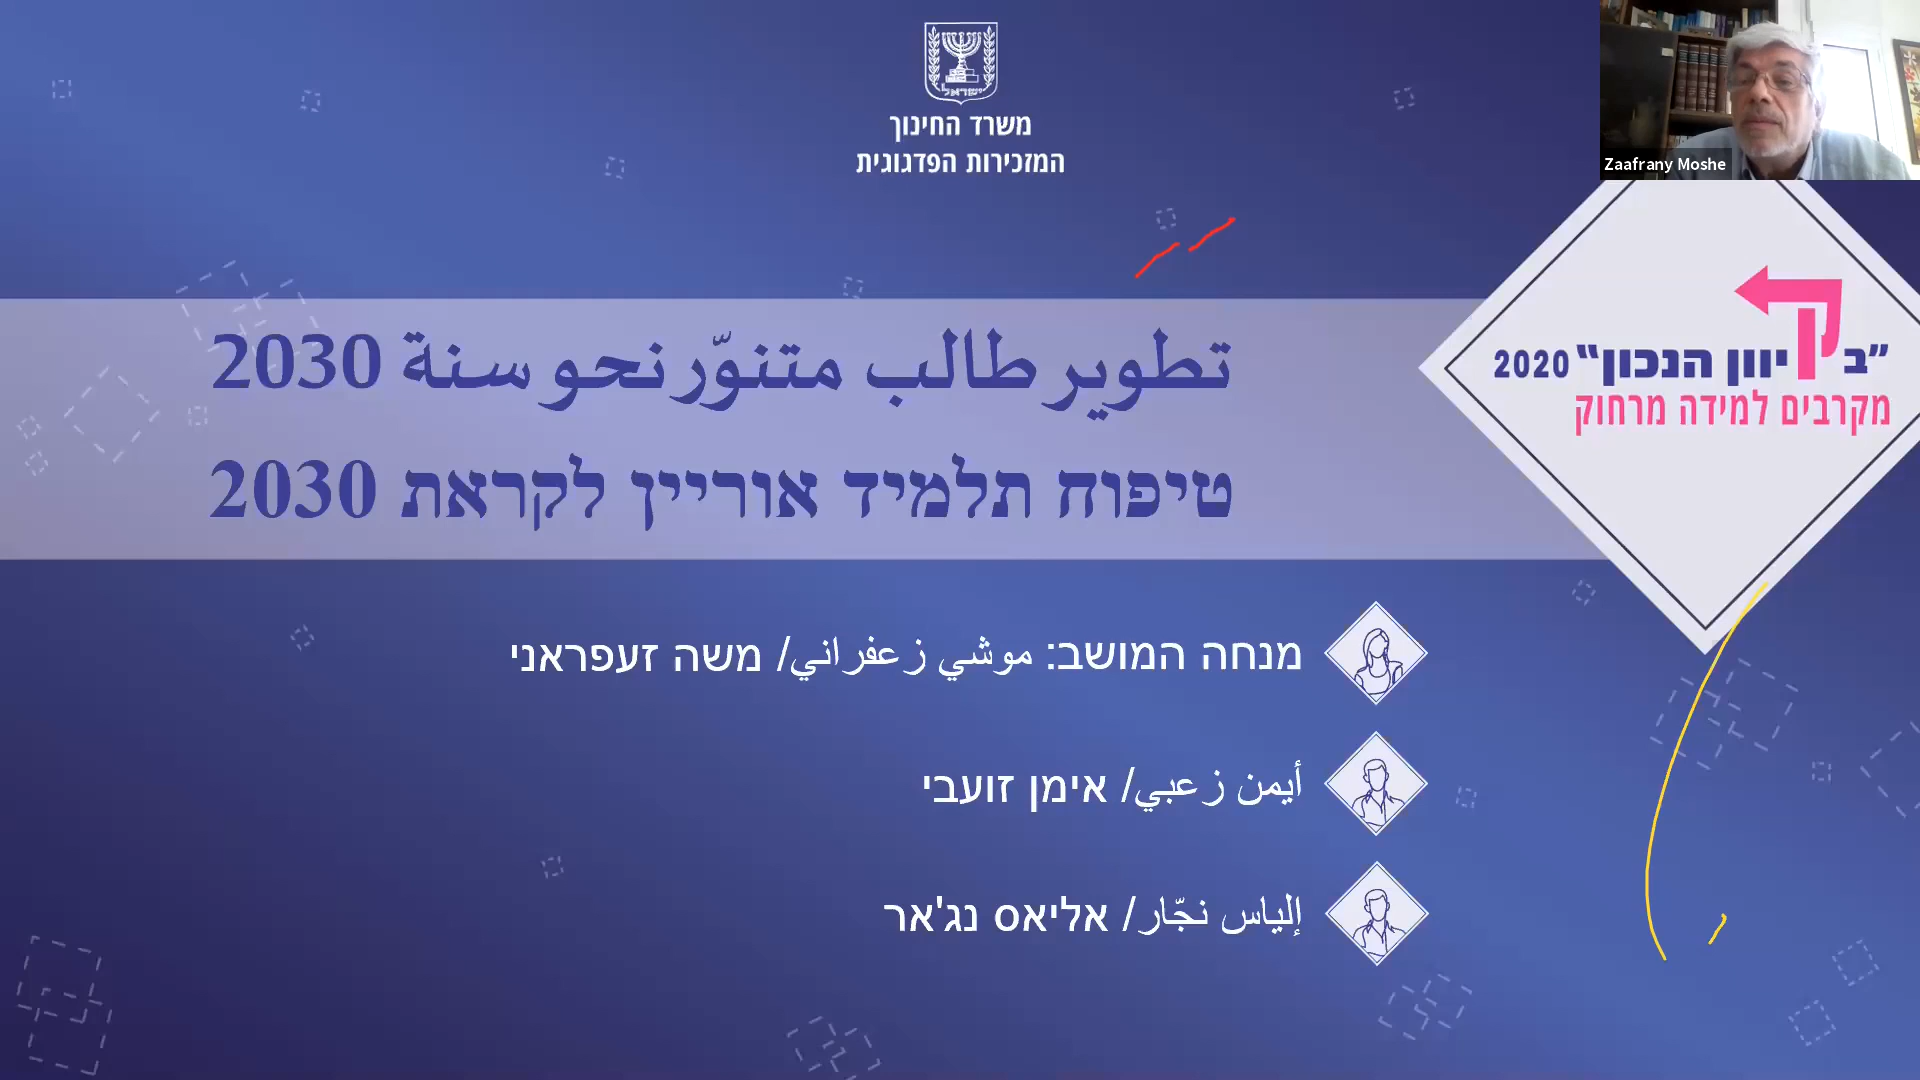 ישראל
משרד החינוך
המזכירות הפדגוגית
Zaafrany Moshe
"בקיוון הנכון" 2020
מקרבים למידה מרחוק
تطوير طالب متنوّر نحو سنة 2030
טיפוח תלמיד אוריין לקראת 2030
מנחה המושב: موشي زعفراني/ משה זעפראני
أيمن زعبي/ אימן זועבי
إلياس نجّار/ אליאס נג'אר